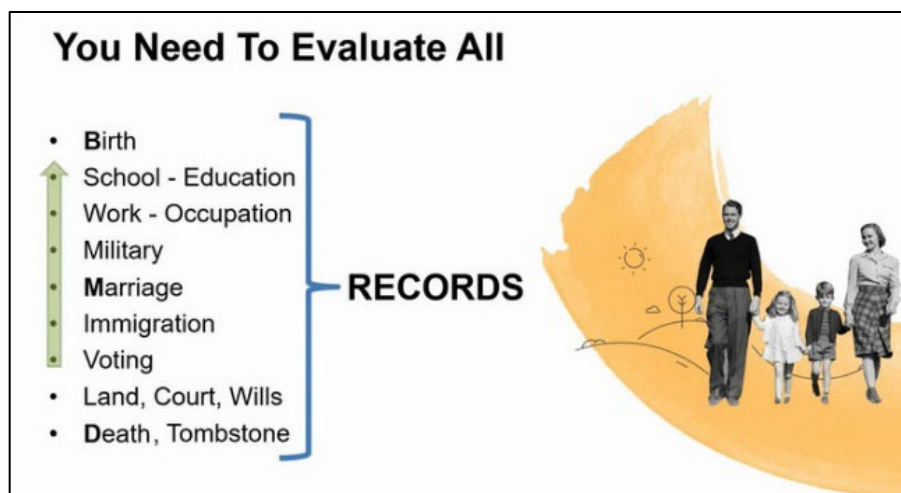 You Need To Evaluate All
• Birth
• School - Education
• Work - Occupation
• Military
• Marriage
• Immigration
• Voting
• Land, Court, Wills
• Death, Tombstone
RECORDS